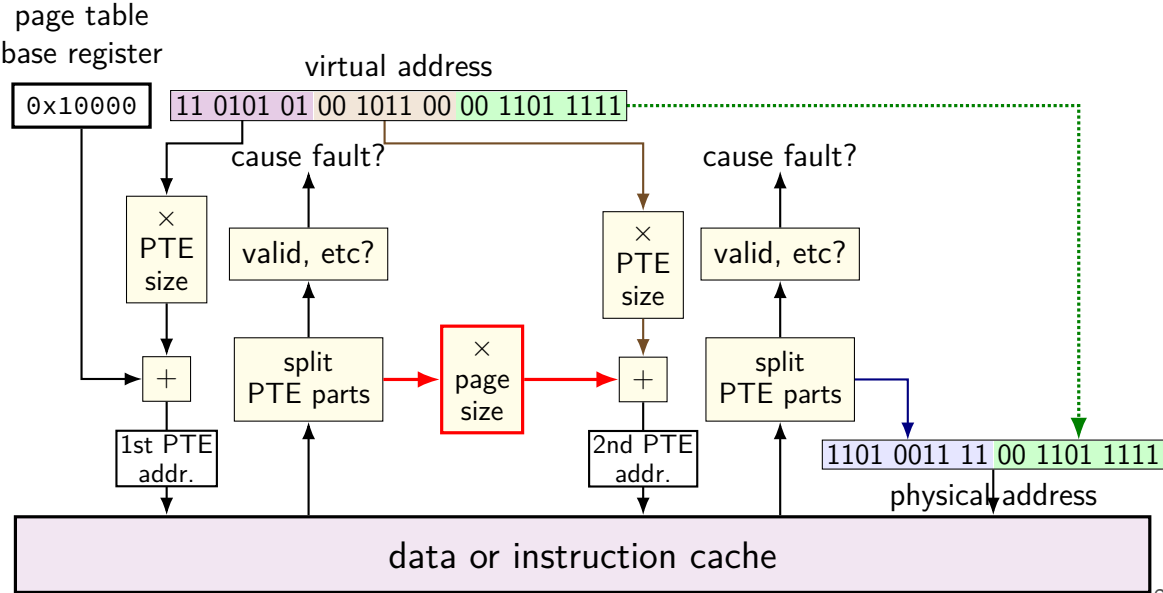 page table
base register
0x10000
virtual address
11 0101 01 00 1011 00 00 1101 1111
cause fault?
cause fault?
×
PTE
size
valid, etc?
×
PTE
size
valid, etc?
+
split
PTE parts
×
page
size
+
split
PTE parts
1st PTE
addr.
2nd PTE
addr.
1101 0011 11 00 1101 1111
physical address
data or instruction cache